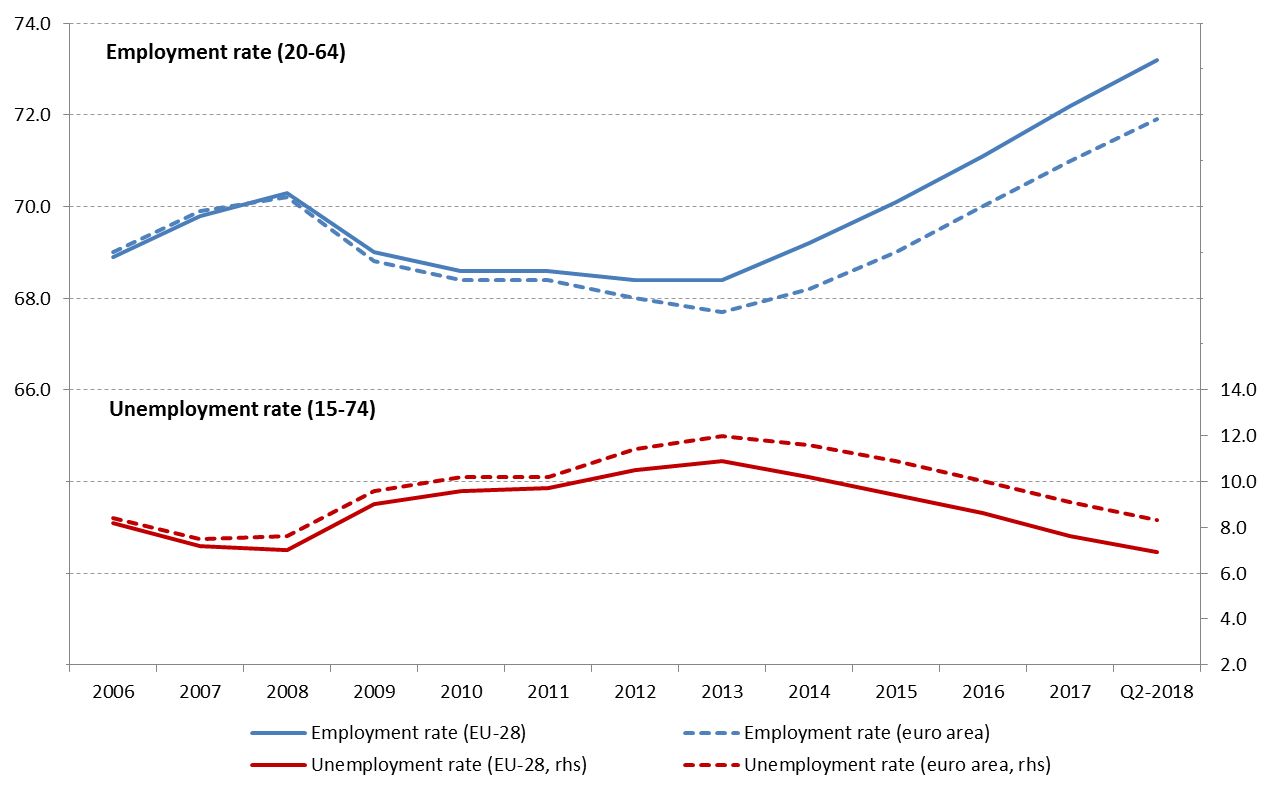 74.0
Employment rate (20-64)
72.0
70.0
68.0
66.0
14.0
Unemployment rate (15-74)
12.0
10.0
8.0
6.0
4.0
2.0
2006 2007 2008 2009 2010 2011 2012 2013 2014 2015 2016 2017 Q2-2018
Employment rate (EU-28) Employment rate (euro area)
Unemployment rate (EU-28, rhs) Unemployment rate (euro area, rhs)